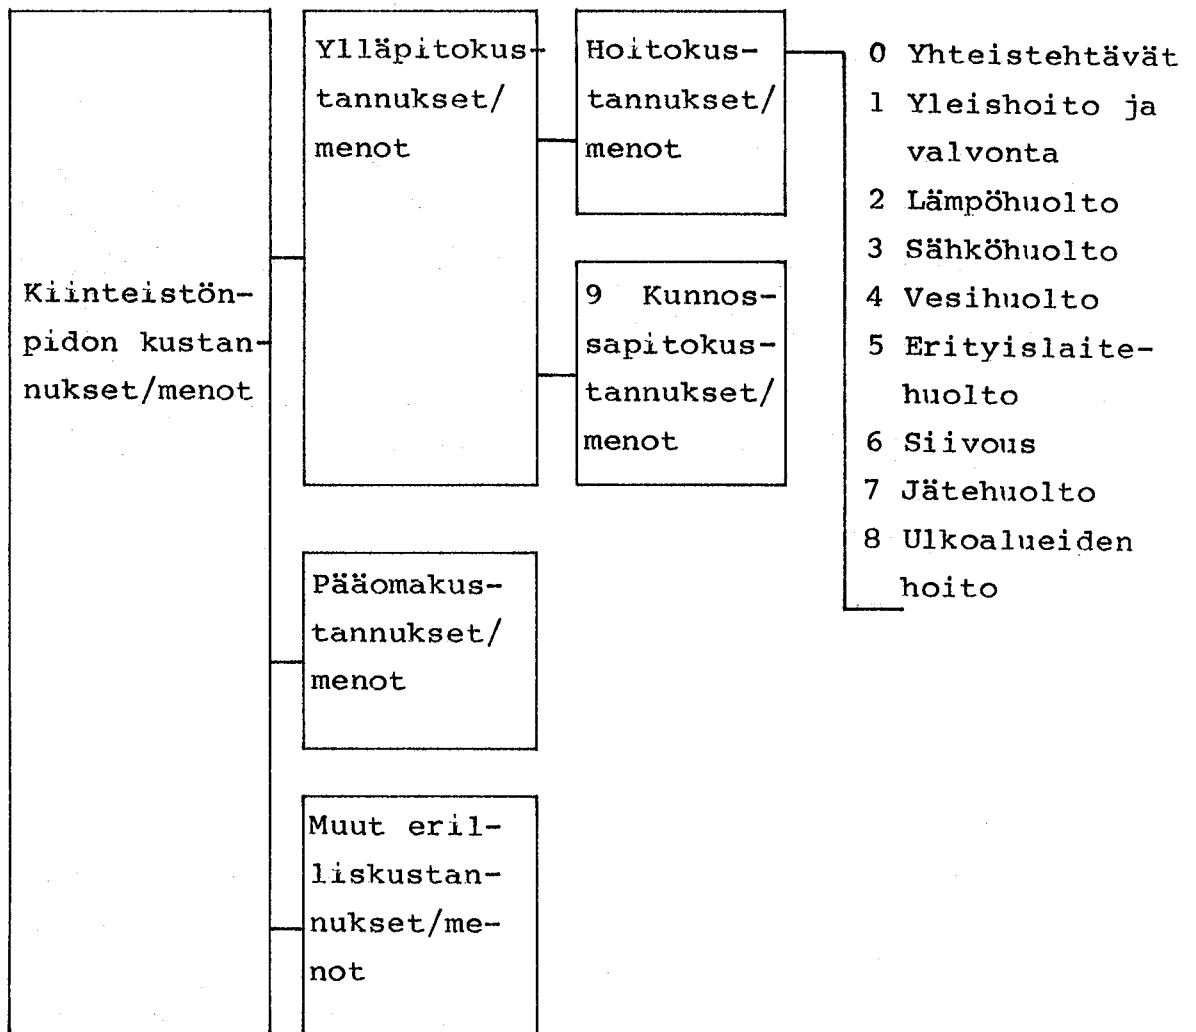 Kiinteistön-
pidon kustan-
nukset/menot
Ylläpitokus-
tannukset/
menot
Hoitokus-
tannukset/
menot
0 Yhteistehtävät
1 Yleishoito ja
valvonta
2 Lämpöhuolto
3 Sähköhuolto
4 Vesihuolto
5 Erityislaite-
huolto
6 Siivous
7 Jätehuolto
8 Ulkoalueiden
hoito
9 Kunnos-
sapitokus-
tannukset/
menot
Pääomakus-
tannukset/
menot
Muut eril-
liskustan-
nukset/me-
not